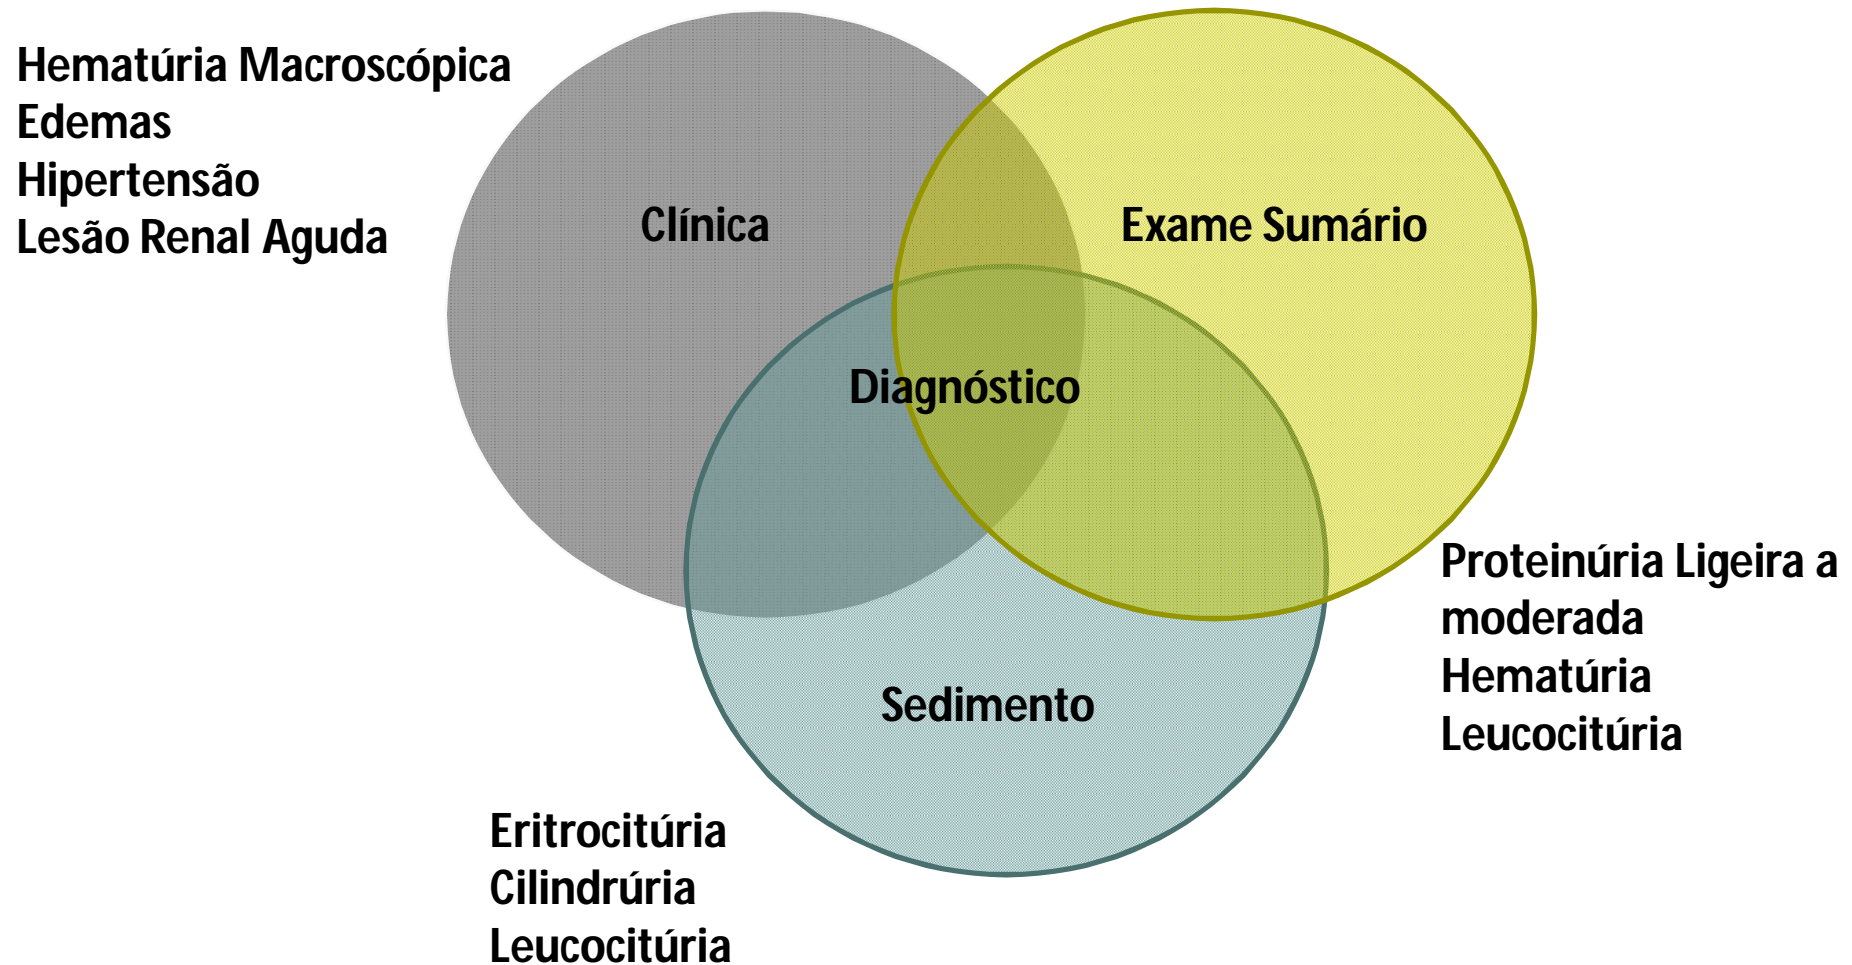 Hematúria Macroscópica
Edemas
Hipertensão
Lesão Renal Aguda
Clínica
Exame Sumário
Diagnóstico
Sedimento
Proteinúria Ligeira a
moderada
Hematúria
Leucocitúria
Eritrocitúria
Cilindrúria
Leucocitúria